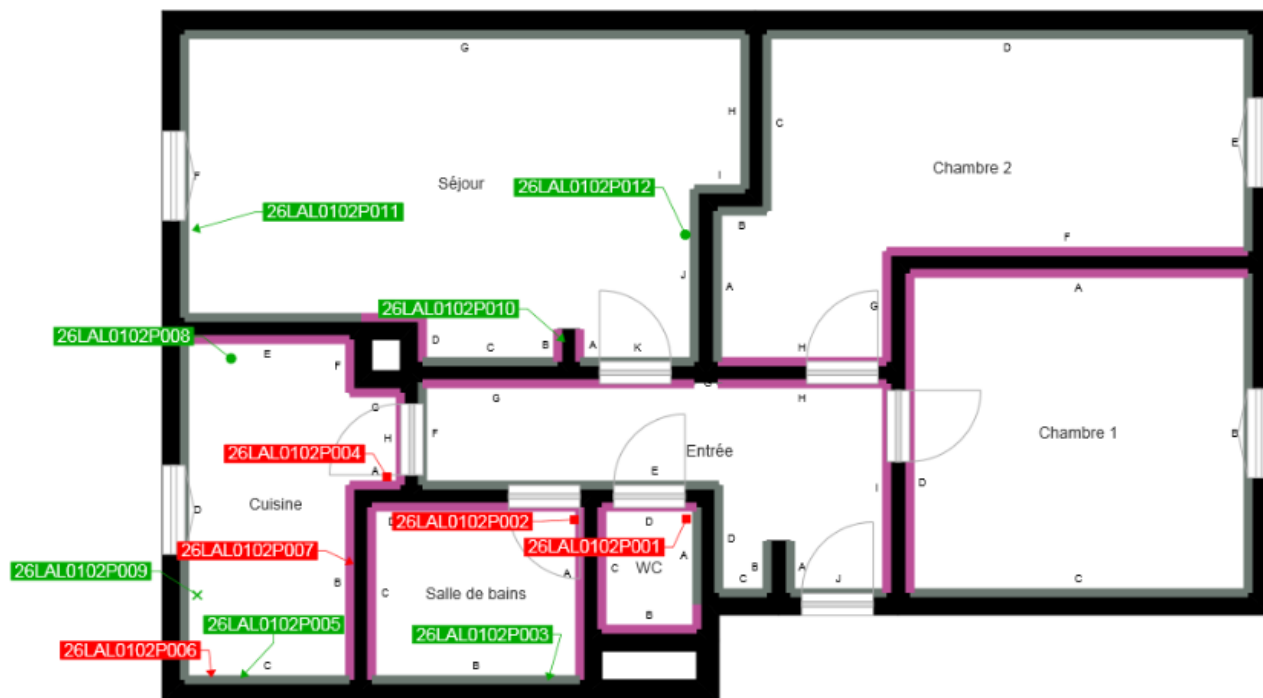 G
D
H
C
F
E
Séjour
Chambre 2
I
26LAL0102P012
26LAL0102P011
B
F
J
A
A
26LAL0102P010
G
26LAL0102P008
D
C
B
A
K
H
E
F
G
G
H
C
H
F
Entrée
Chambre 1
B
26LAL0102P004
A
E
D
I
Cuisine
D
D
26LAL0102P002
D
26LAL0102P001
A
D
26LAL0102P007
B
A
C
WC
B
A
26LAL0102P009
C
Salle de bains
C
J
C
B
26LAL0102P005
26LAL0102P003
26LAL0102P006
C
B